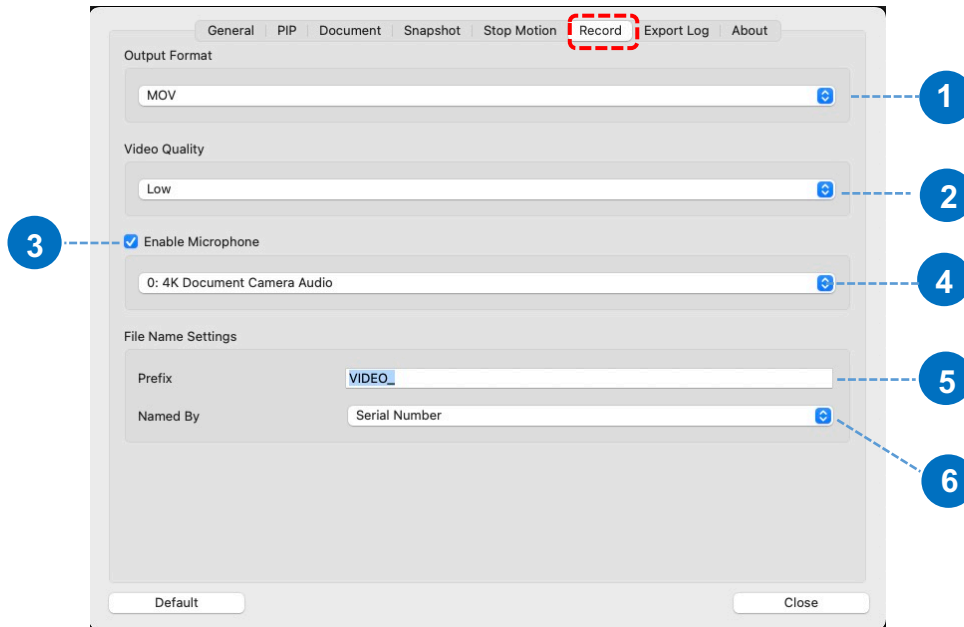 General PIP Document Snapshot Stop Motion Record Export Log About
Output Format
MOV
1
Video Quality
Low
2
3
Enable Microphone
0: 4K Document Camera Audio
4
File Name Settings
Prefix VIDEO_
5
Named By Serial Number
6
Default Close